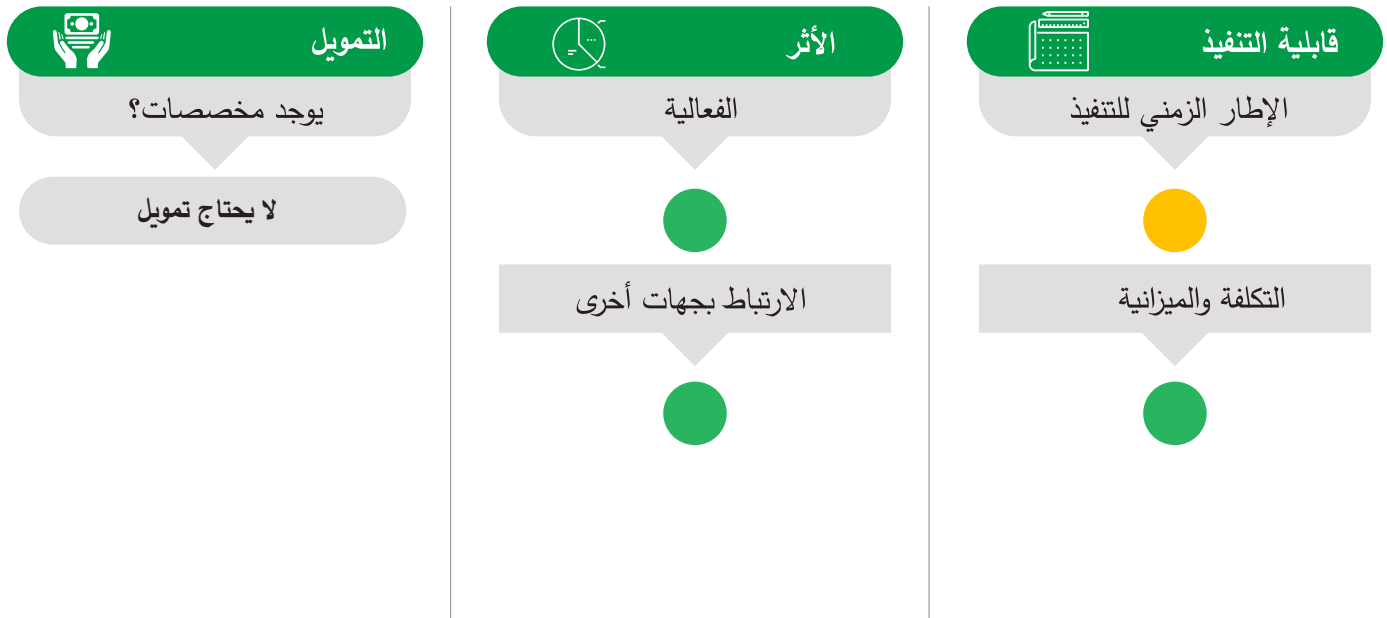 قابلية التنفيذ
الإطار الزمني للتنفيذ
التكلفة والميزانية
الأثر
الفعالية
الارتباط بجهات أخرى
التمويل
يوجد مخصصات؟
لا يحتاج تمويل